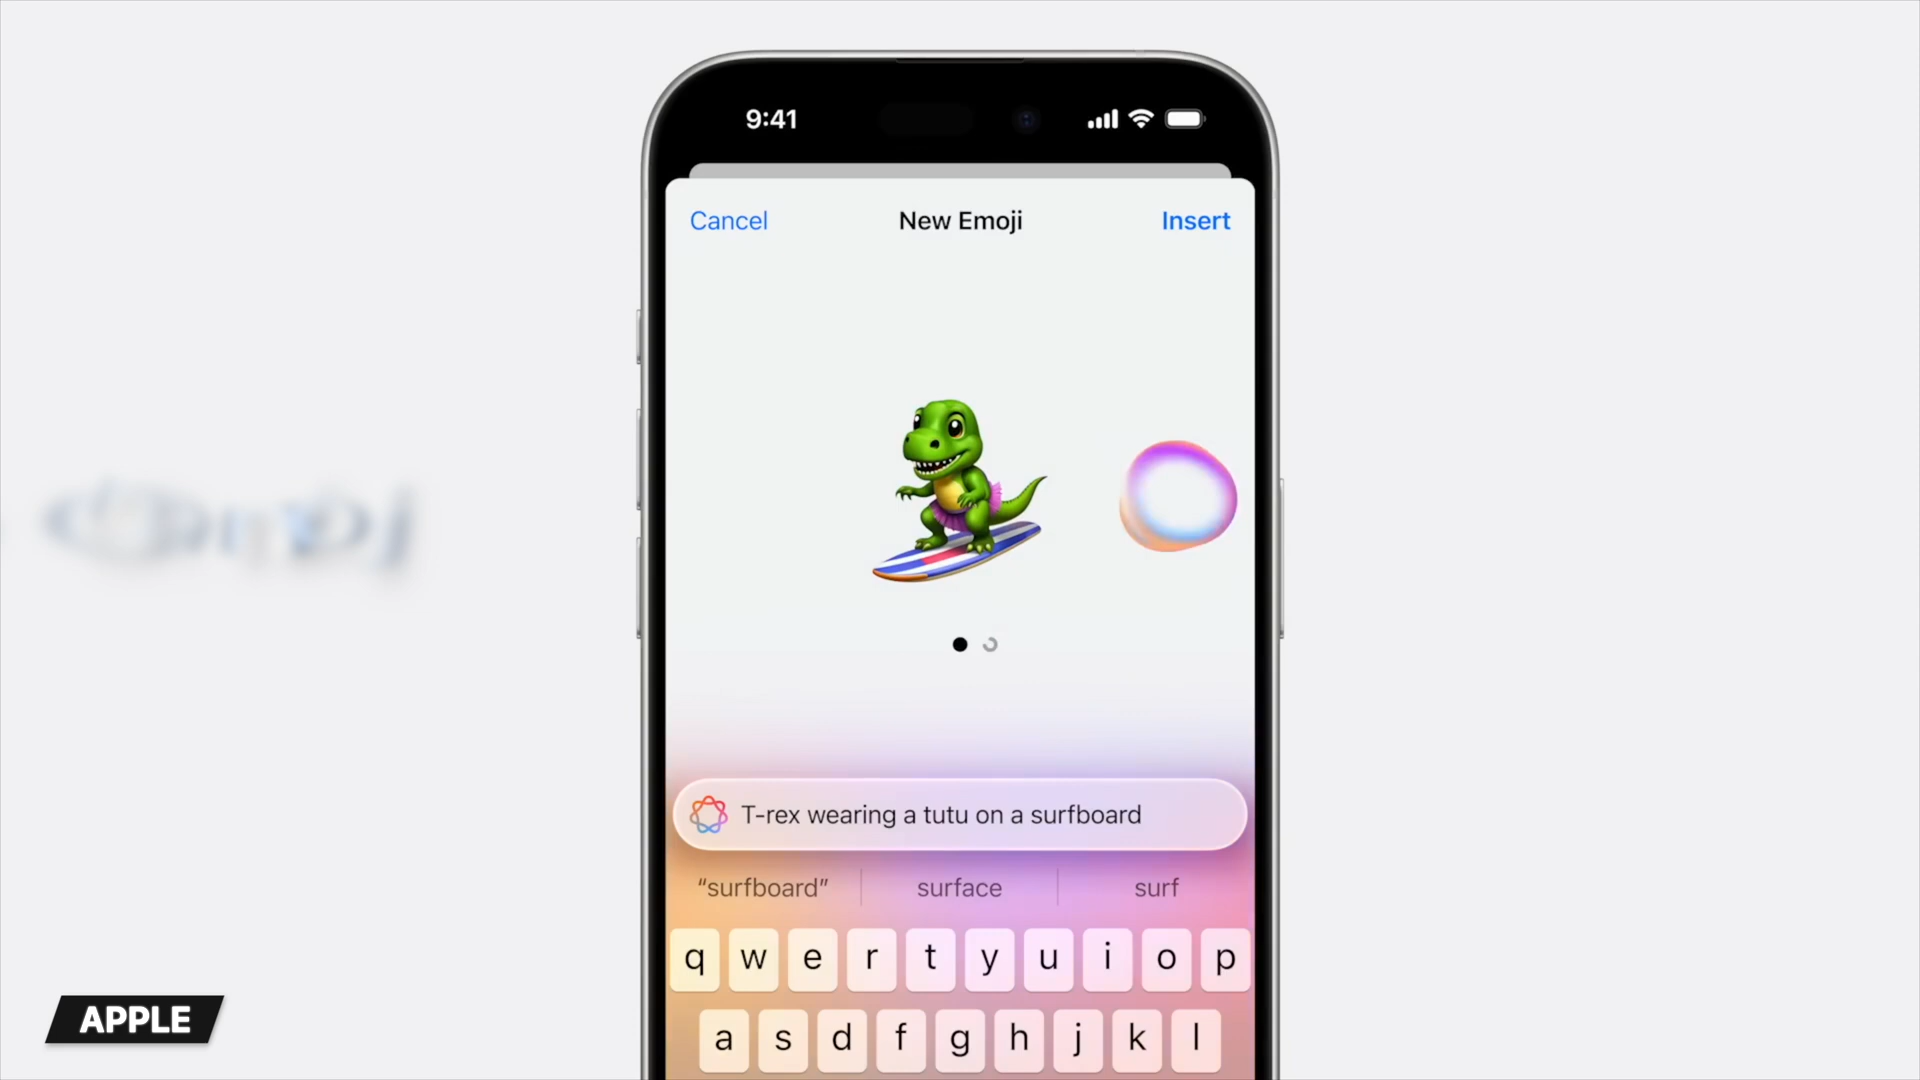 9:41
Cancel New Emoji Insert
T-rex wearing a tutu on a surfboard
“surfboard” surface surf
q w e r t y u i o p
a s d f g h j k l
APPLE